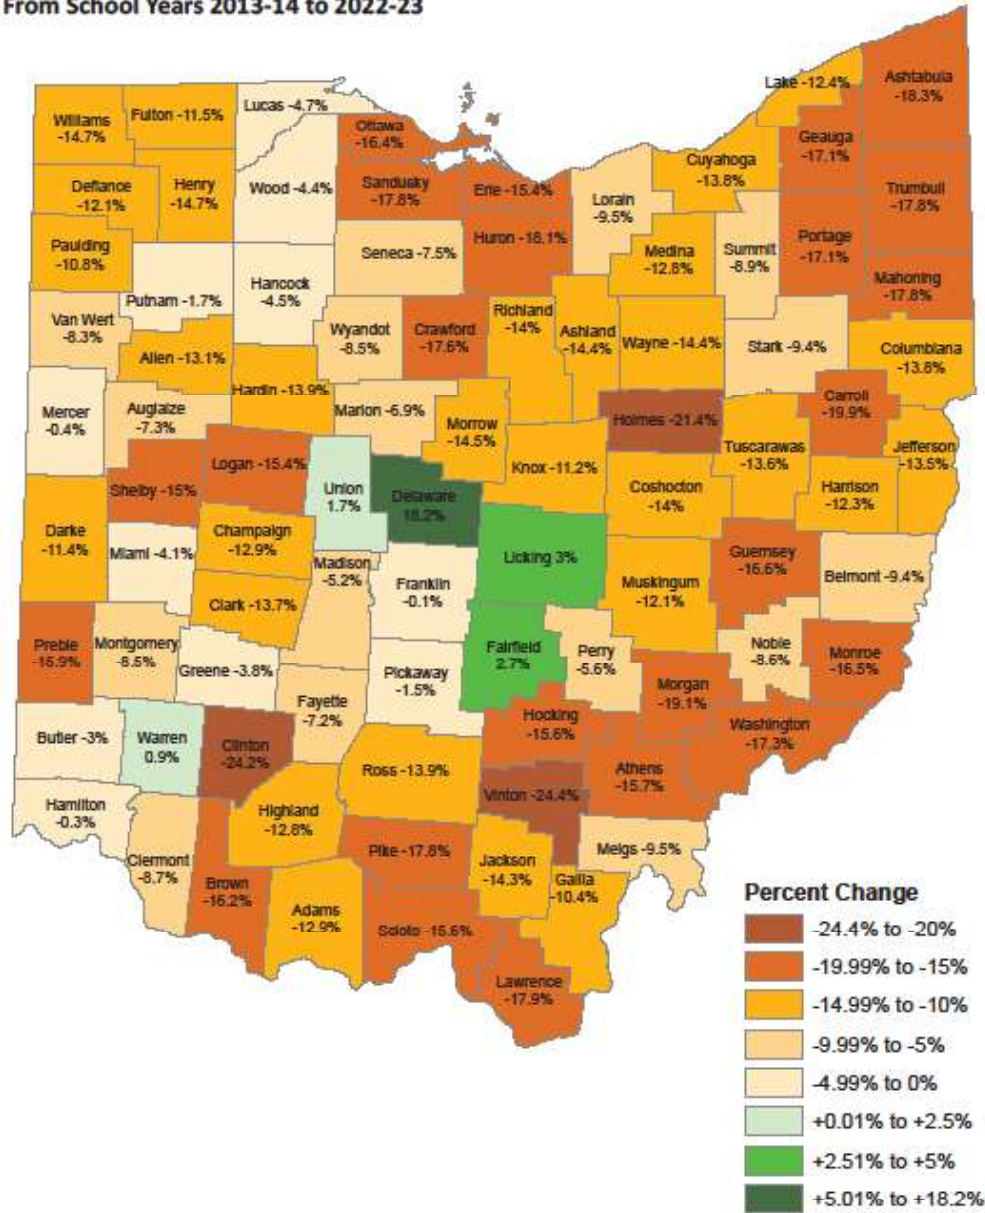 From School Years 2013-14 to 2022-23
Lake -12.4%
Ashtabula
-18.3%
Lucas -4.7%
Fulton -11.5%
Williams
-14.7%
Ottawa
-16.4%
Geauga
-17.1%
Cuyahoga
-13.8%
Defiance
-12.1%
Henry
-14.7%
Wood -4.4%
Sandusky
-17.8%
Erie -15.4%
Lorain
-9.5%
Trumbull
-17.8%
Paulding
-10.8%
Seneca -7.5%
Huron -18.1%
Medina
-12.8%
Summit
-8.9%
Portage
-17.1%
Mahoning
-17.8%
Hancock
-4.5%
Putnam -1.7%
Van Wert
-8.3%
Allen -13.1%
Wyandot
-8.5%
Crawford
-17.6%
Richland
-14%
Ashland
-14.4%
Wayne -14.4%
Stark -9.4%
Columbiana
-13.8%
Hardin -13.9%
Mercer
-0.4%
Auglaize
-7.3%
Marion -6.9%
Morrow
-14.5%
Holmes -21.4%
Carroll
-19.9%
Tuscarawas
-13.6%
Jefferson
-13.5%
Knox -11.2%
Logan -15.4%
Shelby -15%
Union
1.7%
Delaware
18.2%
Coshocton
-14%
Harrison
-12.3%
Darke
-11.4%
Miami -4.1%
Champaign
-12.9%
Madison
-5.2%
Licking 3%
Guernsey
-16.6%
Belmont -9.4%
Franklin
-0.1%
Muskingum
-12.1%
Clark -13.7%
Preble
-15.9%
Montgomery
-8.5%
Greene -3.8%
Pickaway
-1.5%
Fairfield
2.7%
Perry
-5.6%
Noble
-8.6%
Monroe
-16.5%
Morgan
-19.1%
Fayette
-7.2%
Hocking
-15.6%
Washington
-17.3%
Butler -3%
Warren
0.9%
Clinton
-24.2%
Ross -13.9%
Athens
-15.7%
Vinton -24.4%
Hamilton
-0.3%
Highland
-12.8%
Clermont
-8.7%
Pike -17.8%
Jackson
-14.3%
Meigs -9.5%
Gallia
-10.4%
Brown
-16.2%
Adams
-12.9%
Scioto -15.6%
Lawrence
-17.9%
Percent Change
-24.4% to -20%
-19.99% to -15%
-14.99% to -10%
-9.99% to -5%
-4.99% to 0%
+0.01% to +2.5%
+2.51% to +5%
+5.01% to +18.2%